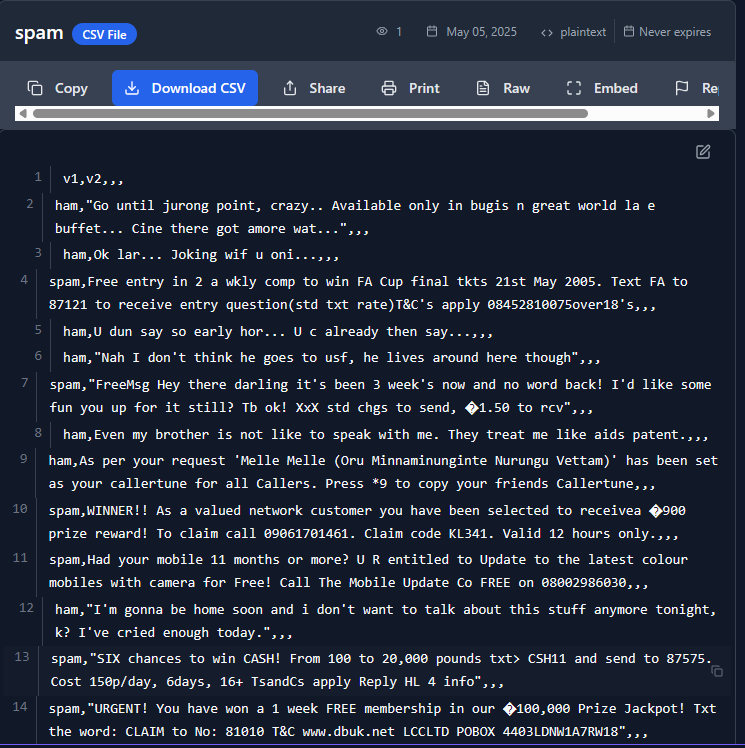 spam CSV File 1 May 05, 2025 plaintext Never expires
Copy Download CSV Share Print Raw Embed Re
1 v1,v2,,,
2 ham,"Go until jurong point, crazy.. Available only in bugis n great world la e
buffet... Cine there got amore wat...",,,
3 ham,Ok lar... Joking wif u oni...,,,
4 spam,Free entry in 2 a wkly comp to win FA Cup final tkts 21st May 2005. Text FA to
87121 to receive entry question(std txt rate)T&C's apply 08452810075over18's,,,
5 ham,U dun say so early hor... U c already then say...,,,
6 ham,"Nah I don't think he goes to usf, he lives around here though",,,
7 spam,"FreeMsg Hey there darling it's been 3 week's now and no word back! I'd like some
fun you up for it still? Tb ok! XxX std chgs to send, �1.50 to rcv",,,
8 ham,Even my brother is not like to speak with me. They treat me like aids patent.,,,
9 ham,As per your request 'Melle Melle (Oru Minnaminunginte Nurungu Vettam)' has been set
as your callertune for all Callers. Press *9 to copy your friends Callertune,,,
10 spam,WINNER!! As a valued network customer you have been selected to receivea �900
prize reward! To claim call 09061701461. Claim code KL341. Valid 12 hours only.,,,
11 spam,Had your mobile 11 months or more? U R entitled to Update to the latest colour
mobiles with camera for Free! Call The Mobile Update Co FREE on 08002986030,,,
12 ham,"I'm gonna be home soon and i don't want to talk about this stuff anymore tonight,
k? I've cried enough today.",,,
13 spam,"SIX chances to win CASH! From 100 to 20,000 pounds txt> CSH11 and send to 87575.
Cost 150p/day, 6days, 16+ TsandCs apply Reply HL 4 info",,,
14 spam,"URGENT! You have won a 1 week FREE membership in our �100,000 Prize Jackpot! Txt
the word: CLAIM to No: 81010 T&C www.dbuk.net LCCLTD POBOX 4403LDNW1A7RW18",,,